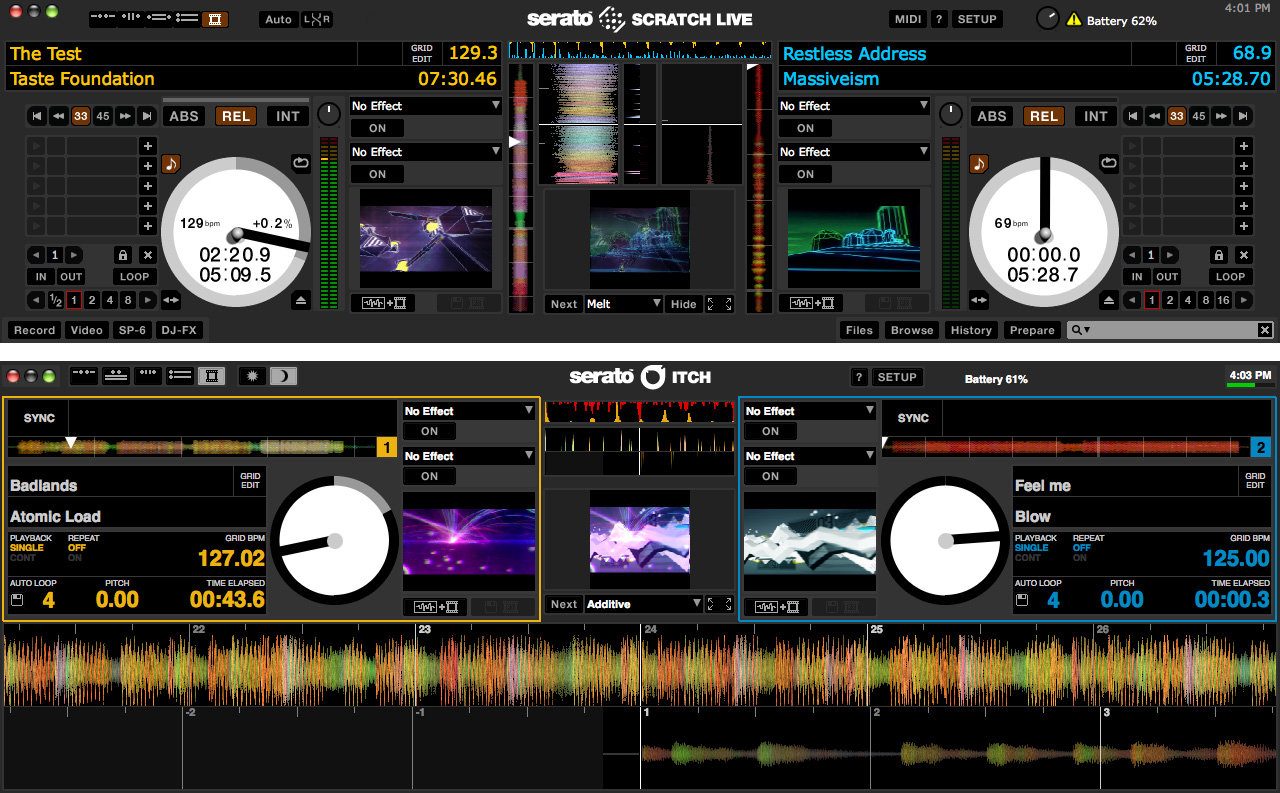 4:01 PM
Auto
L X R
serato SCRATCH LIVE
MIDI ? SETUP
Battery 62%
The Test
GRID EDIT
129.3
Taste Foundation
07:30.46
Restless Address
GRID EDIT
68.9
Massiveism
05:28.70
33 45
ABS REL INT
No Effect
ON
No Effect
ON
129 bpm
+0.2%
02:20.9
05:09.5
1
IN OUT LOOP
1/2 1 2 4 8
Next Melt Hide
No Effect
ON
No Effect
ON
ABS REL INT
33 45
69 bpm
00:00.0
05:28.7
1
IN OUT LOOP
1 2 4 8 16
Record Video SP-6 DJ-FX
Files Browse History Prepare
serato ITCH
? SETUP
Battery 61%
4:03 PM
SYNC
1
Badlands
GRID EDIT
Atomic Load
PLAYBACK REPEAT GRID BPM
SINGLE OFF
CONT ON
127.02
AUTO LOOP PITCH TIME ELAPSED
4 0.00 00:43.6
No Effect
ON
No Effect
ON
Next Additive
No Effect
ON
No Effect
ON
SYNC
2
Feel me
GRID EDIT
Blow
PLAYBACK REPEAT GRID BPM
SINGLE OFF
CONT ON
125.00
AUTO LOOP PITCH TIME ELAPSED
4 0.00 00:00.3
22 23 24 25 26
-2 -1 1 2 3